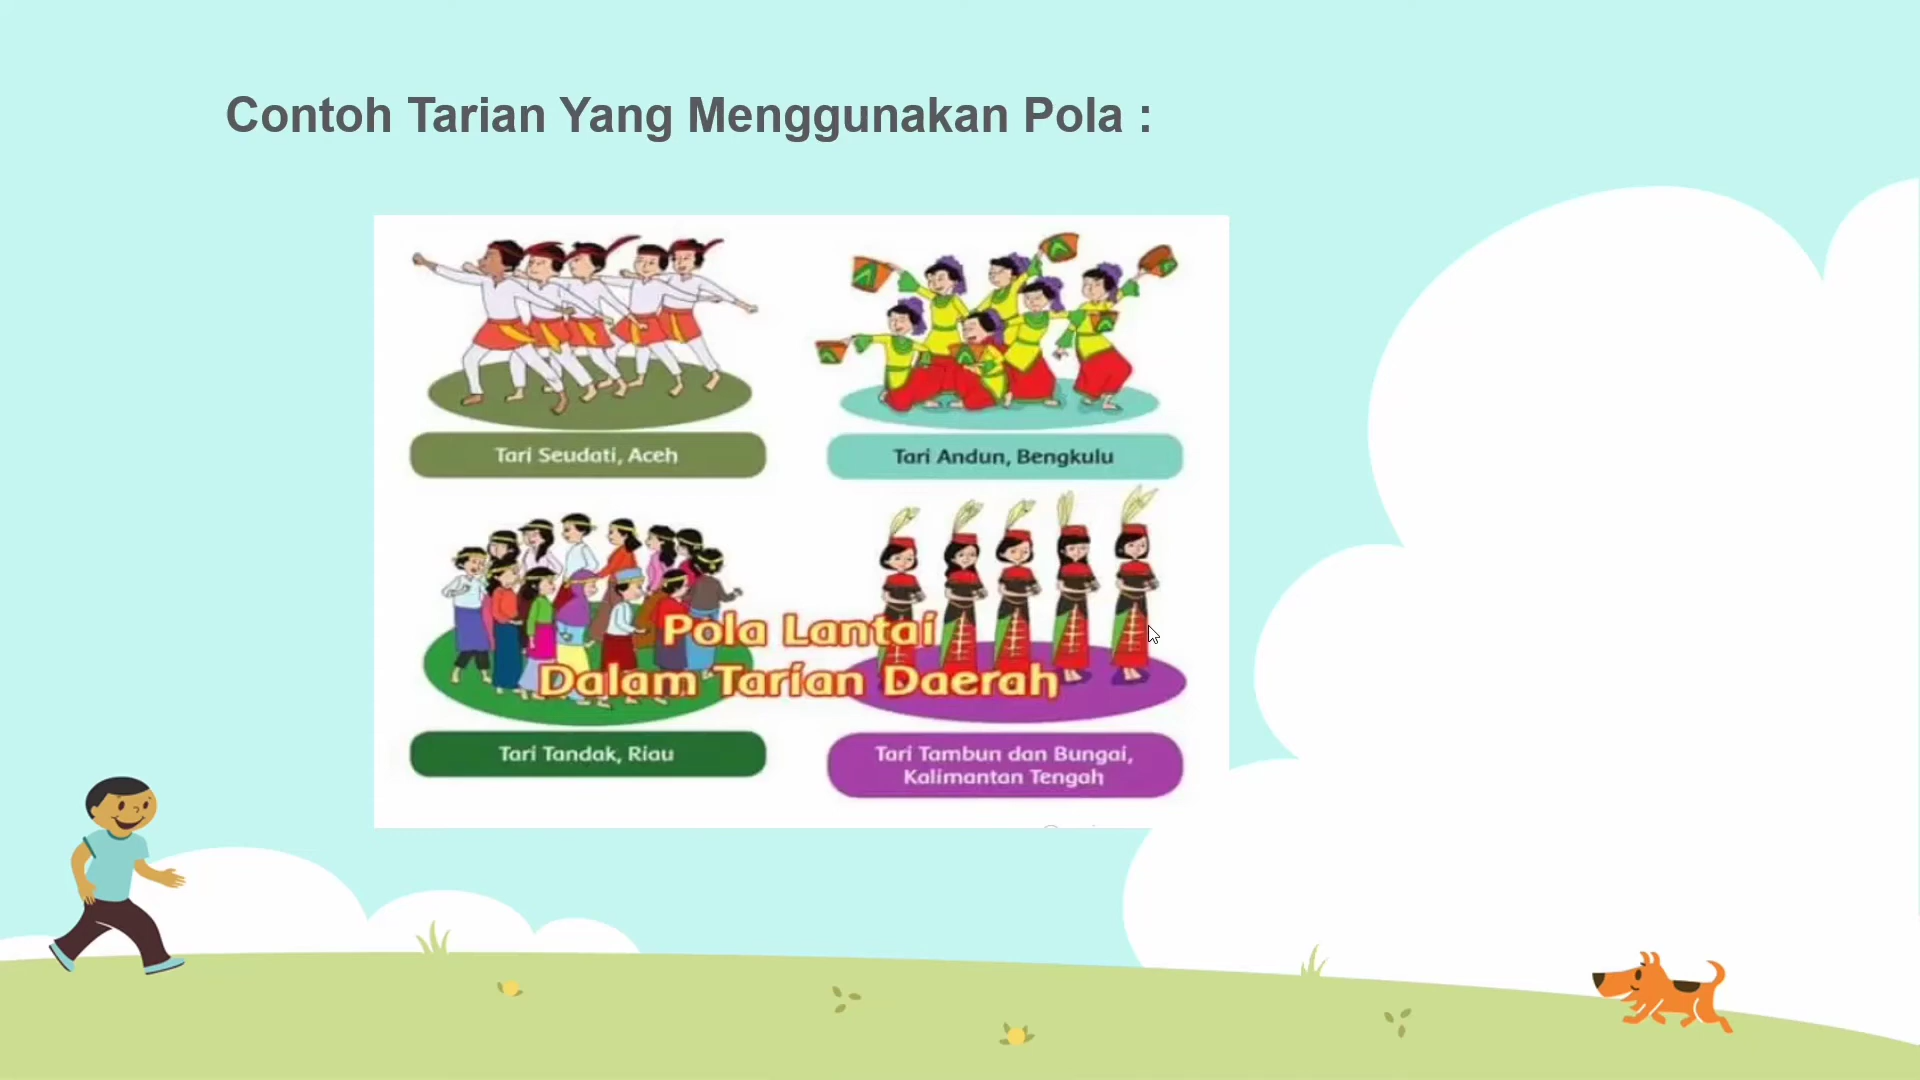 Contoh Tarian Yang Menggunakan Pola :
Tari Seudati, Aceh
Tari Andun, Bengkulu
Pola Lantai
Dalam Tarian Daerah
Tari Tandak, Riau
Tari Tambun dan Bungai,
Kalimantan Tengah